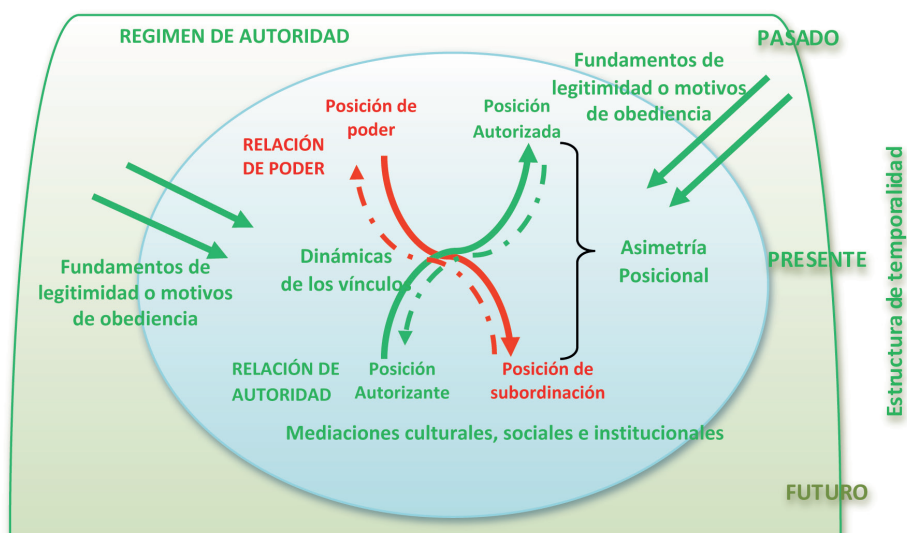 REGIMEN DE AUTORIDAD
PASADO
Fundamentos de
legitimidad o motivos
de obediencia
Posición de
poder
Posición
Autorizada
RELACIÓN
DE PODER
Fundamentos de
legitimidad o motivos
de obediencia
Dinámicas
de los vínculos
Asimetría
Posicional
PRESENTE
Estructura de temporalidad
RELACIÓN DE
AUTORIDAD
Posición
Autorizante
Posición de
subordinación
Mediaciones culturales, sociales e institucionales
FUTURO